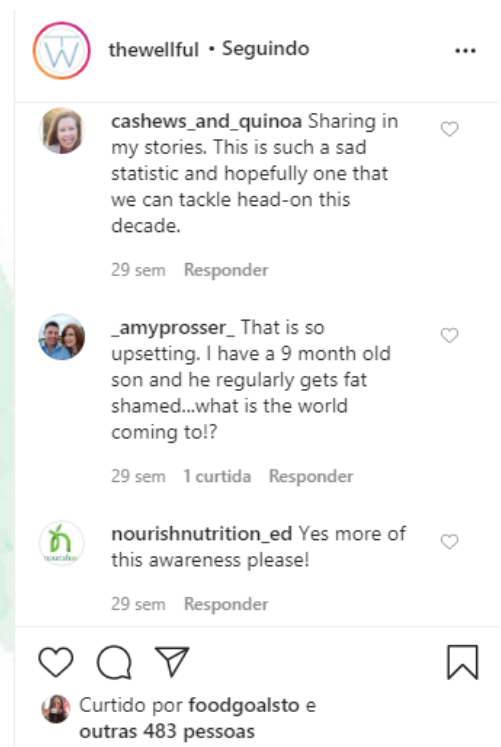 thewellful • Seguindo
cashews_and_quinoa Sharing in
my stories. This is such a sad
statistic and hopefully one that
we can tackle head-on this
decade.
29 sem Responder
_amyprosser_ That is so
upsetting. I have a 9 month old
son and he regularly gets fat
shamed...what is the world
coming to!?
29 sem 1 curtida Responder
nourishnutrition_ed Yes more of
this awareness please!
29 sem Responder
Curtido por foodgoalsto e
outras 483 pessoas